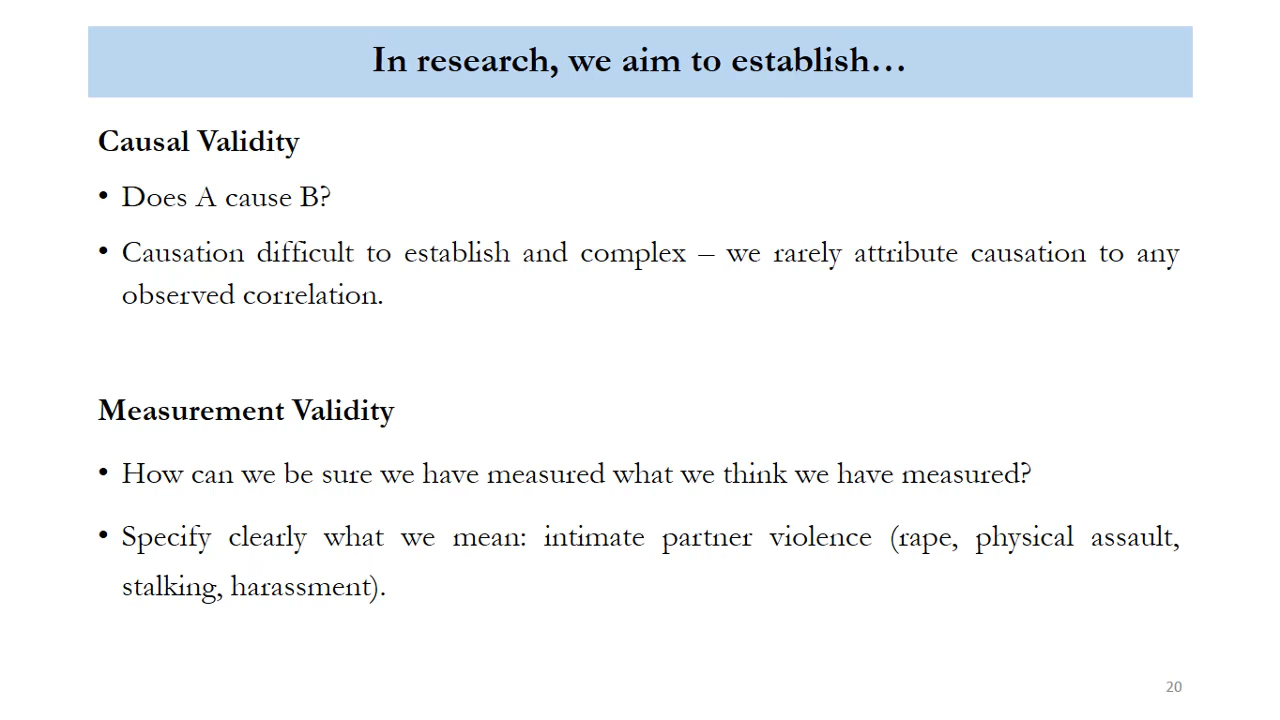 In research, we aim to establish…
Causal Validity
• Does A cause B?
• Causation difficult to establish and complex – we rarely attribute causation to any
observed correlation.
Measurement Validity
• How can we be sure we have measured what we think we have measured?
• Specify clearly what we mean: intimate partner violence (rape, physical assault,
stalking, harassment).
20